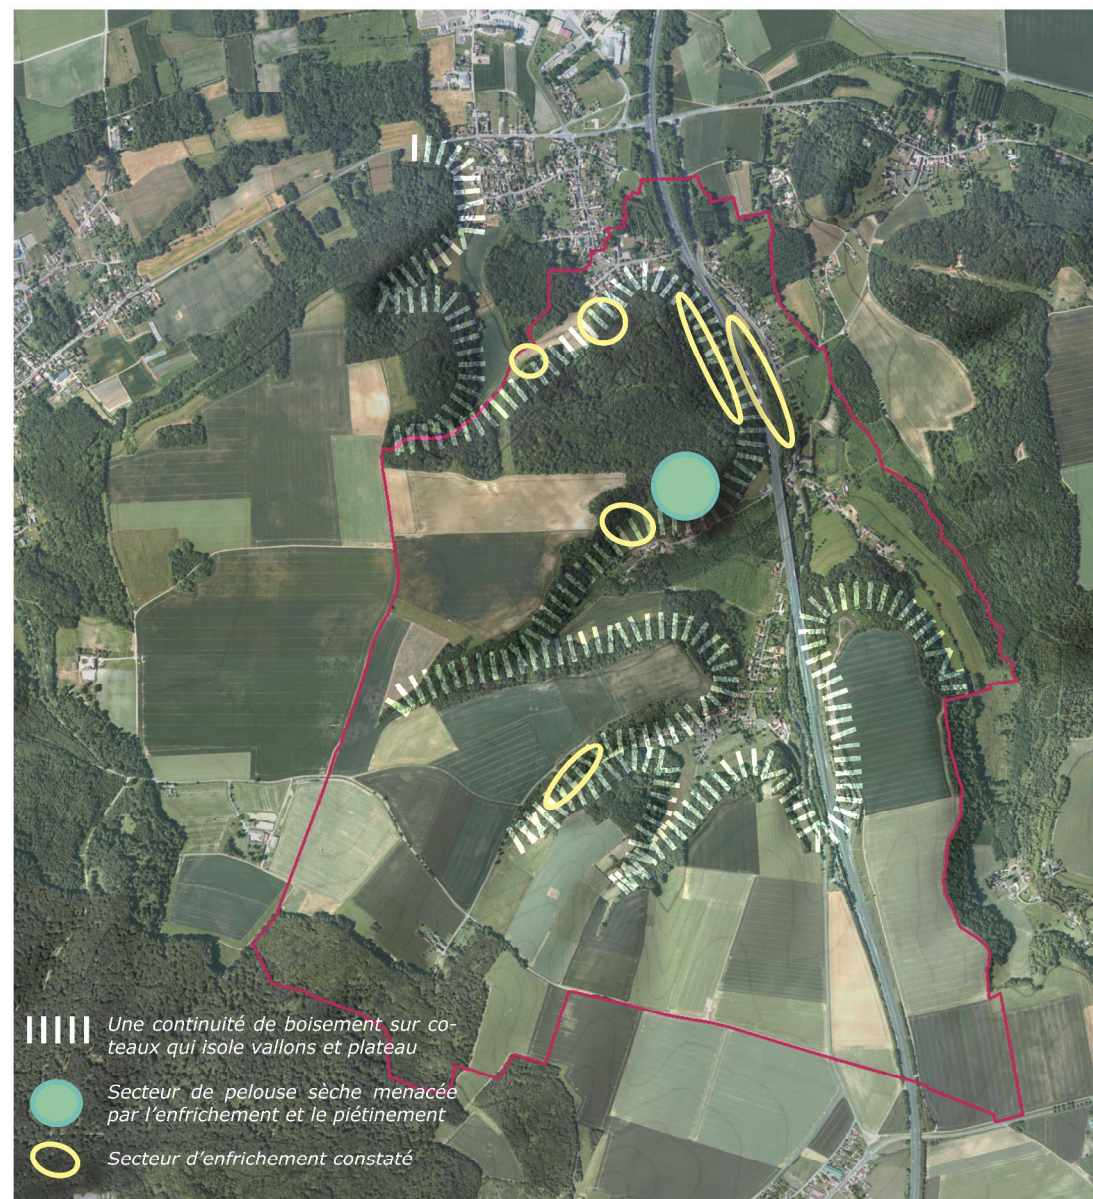 Une continuité de boisement sur co-
teaux qui isole vallons et plateau
Secteur de pelouse sèche menacée
par l'enfrichement et le piétinement
Secteur d'enfrichement constaté